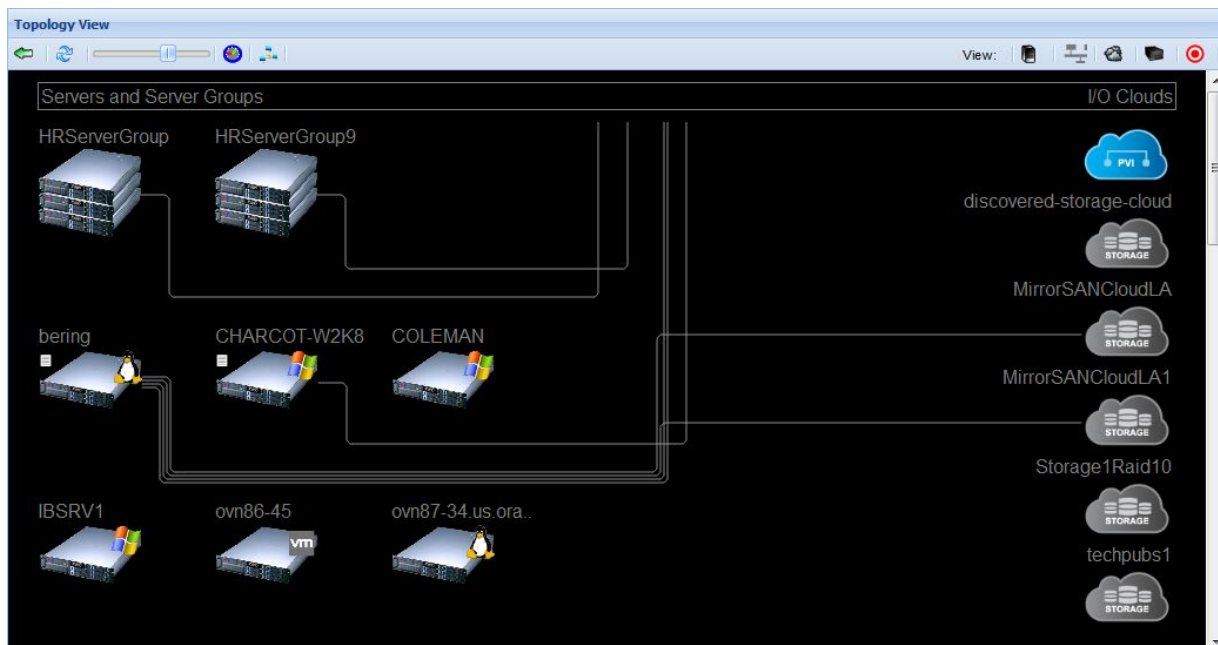 Topology View
View:
Servers and Server Groups I/O Clouds
HRServerGroup HRServerGroup9
PVI
discovered-storage-cloud
STORAGE
MirrorSANCloudLA
bering CHARCOT-W2K8 COLEMAN
STORAGE
MirrorSANCloudLA1
STORAGE
Storage1Raid10
IBSRV1 ovn86-45 ovn87-34.us.ora..
vm
STORAGE
techpubs1
STORAGE